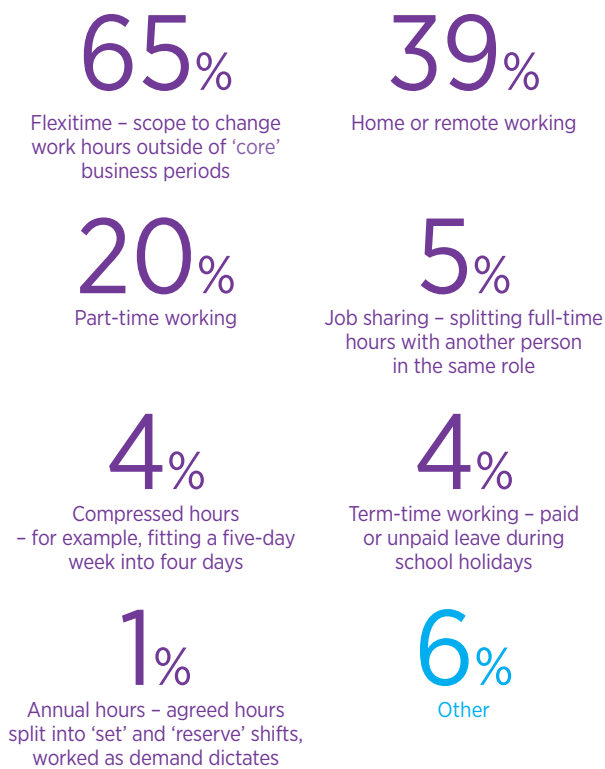 65%
Flexitime – scope to change
work hours outside of ‘core’
business periods
39%
Home or remote working
20%
Part-time working
5%
Job sharing – splitting full-time
hours with another person
in the same role
4%
Compressed hours
– for example, fitting a five-day
week into four days
4%
Term-time working – paid
or unpaid leave during
school holidays
1%
Annual hours – agreed hours
split into ‘set’ and ‘reserve’ shifts,
worked as demand dictates
6%
Other